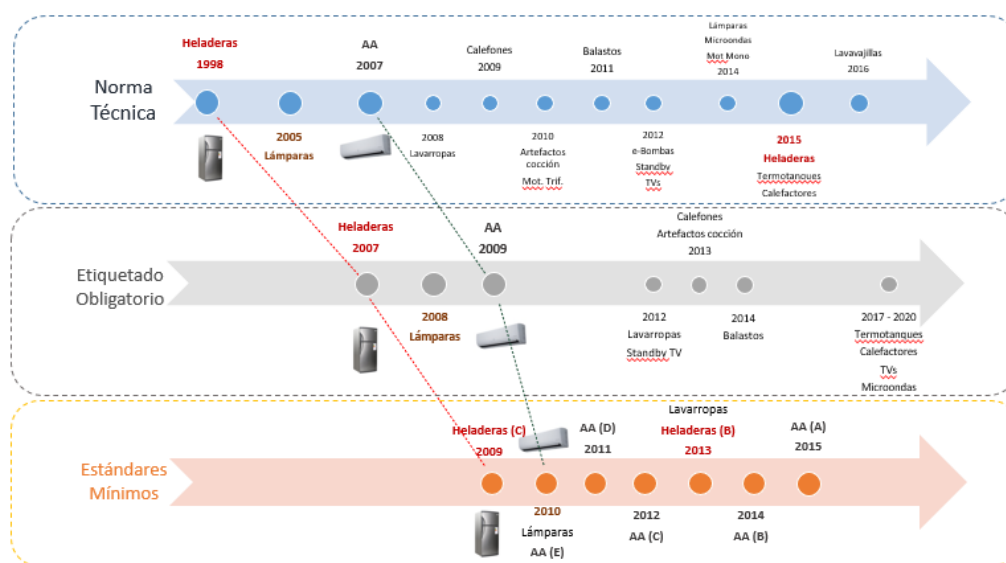 Norma
Técnica
Heladeras
1998
2005
Lámparas
AA
2007
2008
Lavarropas
Calefones
2009
2010
Artefactos
cocción
Mot. Trif.
Balastos
2011
2012
e-Bombas
Standby
TVs
Lámparas
Microondas
Mot Mono
2014
2015
Heladeras
Termotanques
Calefactores
Lavavajillas
2016
Etiquetado
Obligatorio
Heladeras
2007
2008
Lámparas
AA
2009
2012
Lavarropas
Standby TV
Calefones
Artefactos cocción
2013
2014
Balastos
2017 - 2020
Termotanques
Calefactores
TVs
Microondas
Estándares
Mínimos
Heladeras (C)
2009
2010
Lámparas
AA (E)
AA (D)
2011
2012
AA (C)
Lavarropas
Heladeras (B)
2013
2014
AA (B)
AA (A)
2015